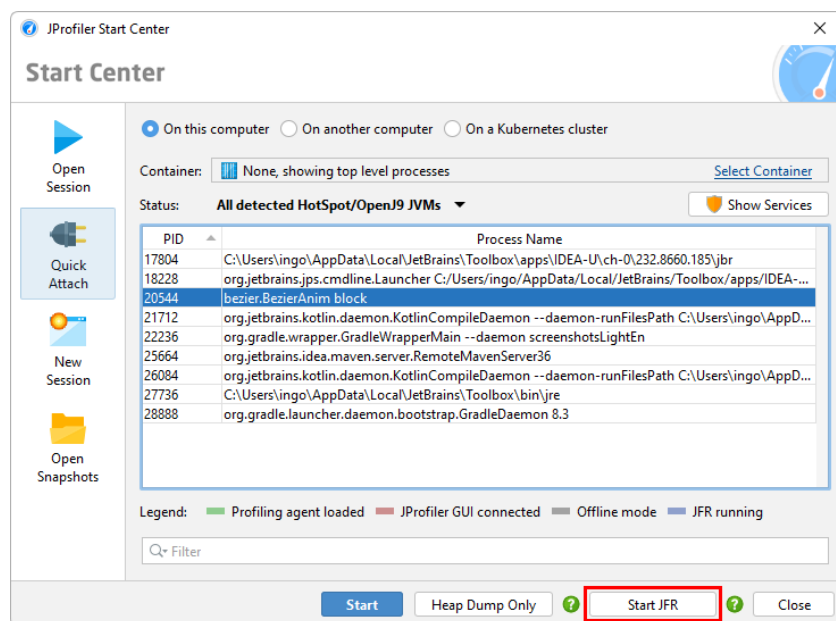 JProfiler Start Center
Start Center
Open Session
Quick Attach
New Session
Open Snapshots
On this computer On another computer On a Kubernetes cluster
Container: None, showing top level processes Select Container
Status: All detected HotSpot/OpenJ9 JVMs Show Services
PID Process Name
17804 C:\Users\ingo\AppData\Local\JetBrains\Toolbox\apps\IDEA-U\ch-0\232.8660.185\jbr
18228 org.jetbrains.jps.cmdline.Launcher C:/Users/ingo/AppData/Local/JetBrains/Toolbox/apps/IDEA-...
20544 bezier.BezierAnim block
21712 org.jetbrains.kotlin.daemon.KotlinCompileDaemon --daemon-runFilesPath C:\Users\ingo\AppD...
22236 org.gradle.wrapper.GradleWrapperMain --daemon screenshotsLightEn
25664 org.jetbrains.idea.maven.server.RemoteMavenServer36
26084 org.jetbrains.kotlin.daemon.KotlinCompileDaemon --daemon-runFilesPath C:\Users\ingo\AppD...
27736 C:\Users\ingo\AppData\Local\JetBrains\Toolbox\bin\jre
28888 org.gradle.launcher.daemon.bootstrap.GradleDaemon 8.3
Legend: Profiling agent loaded JProfiler GUI connected Offline mode JFR running
Filter
Start Heap Dump Only ? Start JFR ? Close